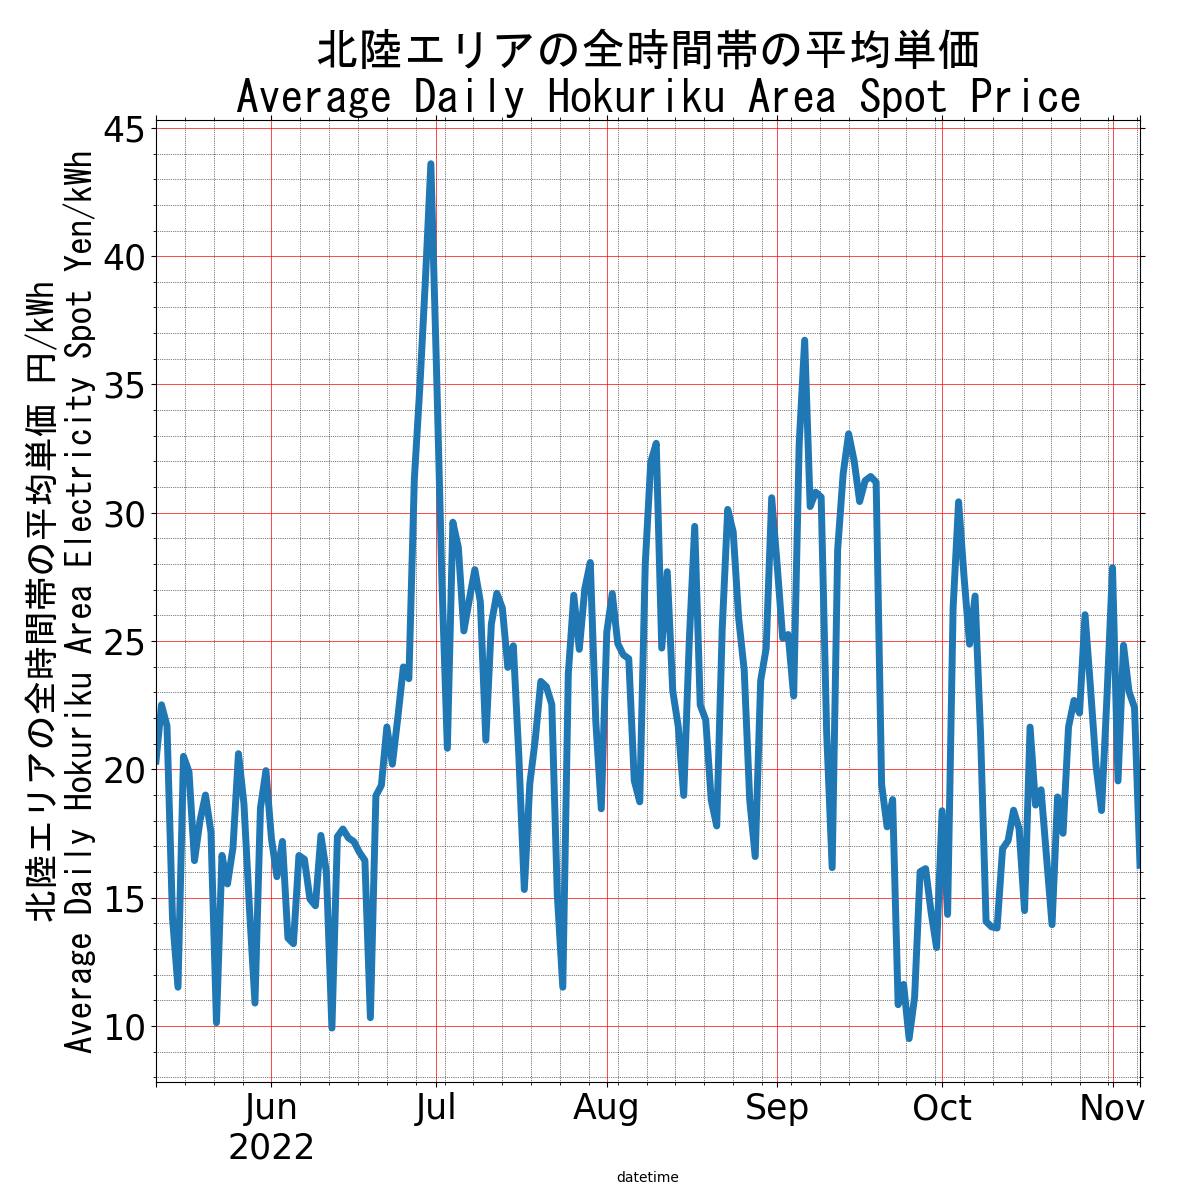 北陸エリアの全時間帯の平均単価
Average Daily Hokuriku Area Spot Price
北陸エリアの全時間帯の平均単価 円/kWh
Average Daily Hokuriku Area Electricity Spot Yen/kWh
45
40
35
30
25
20
15
10
Jun
2022
Jul
Aug
Sep
Oct
Nov
datetime